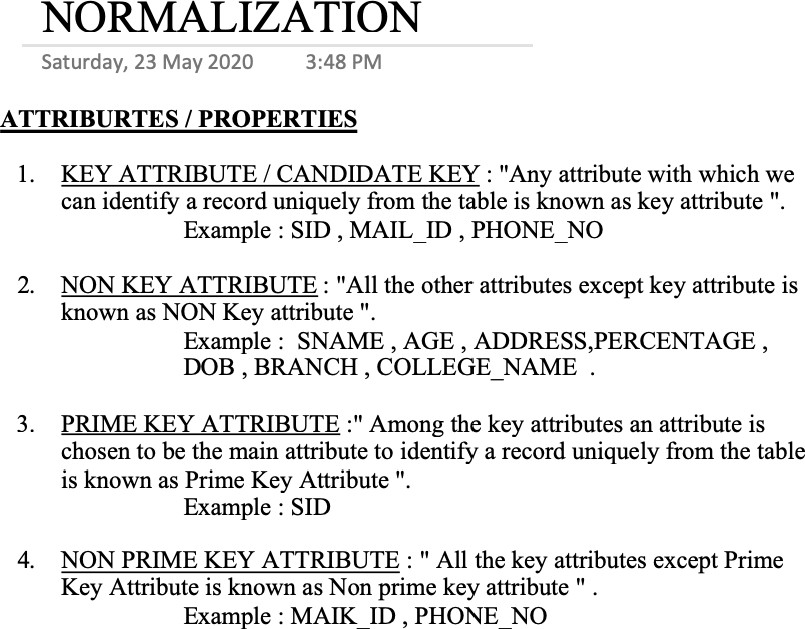 NORMALIZATION
Saturday, 23 May 2020 3:48 PM
ATTRIBURTES / PROPERTIES
1. KEY ATTRIBUTE / CANDIDATE KEY : "Any attribute with which we
can identify a record uniquely from the table is known as key attribute ".
Example : SID , MAIL_ID , PHONE_NO
2. NON KEY ATTRIBUTE : "All the other attributes except key attribute is
known as NON Key attribute ".
Example : SNAME , AGE , ADDRESS,PERCENTAGE ,
DOB , BRANCH , COLLEGE_NAME .
3. PRIME KEY ATTRIBUTE :" Among the key attributes an attribute is
chosen to be the main attribute to identify a record uniquely from the table
is known as Prime Key Attribute ".
Example : SID
4. NON PRIME KEY ATTRIBUTE : " All the key attributes except Prime
Key Attribute is known as Non prime key attribute " .
Example : MAIK_ID , PHONE_NO